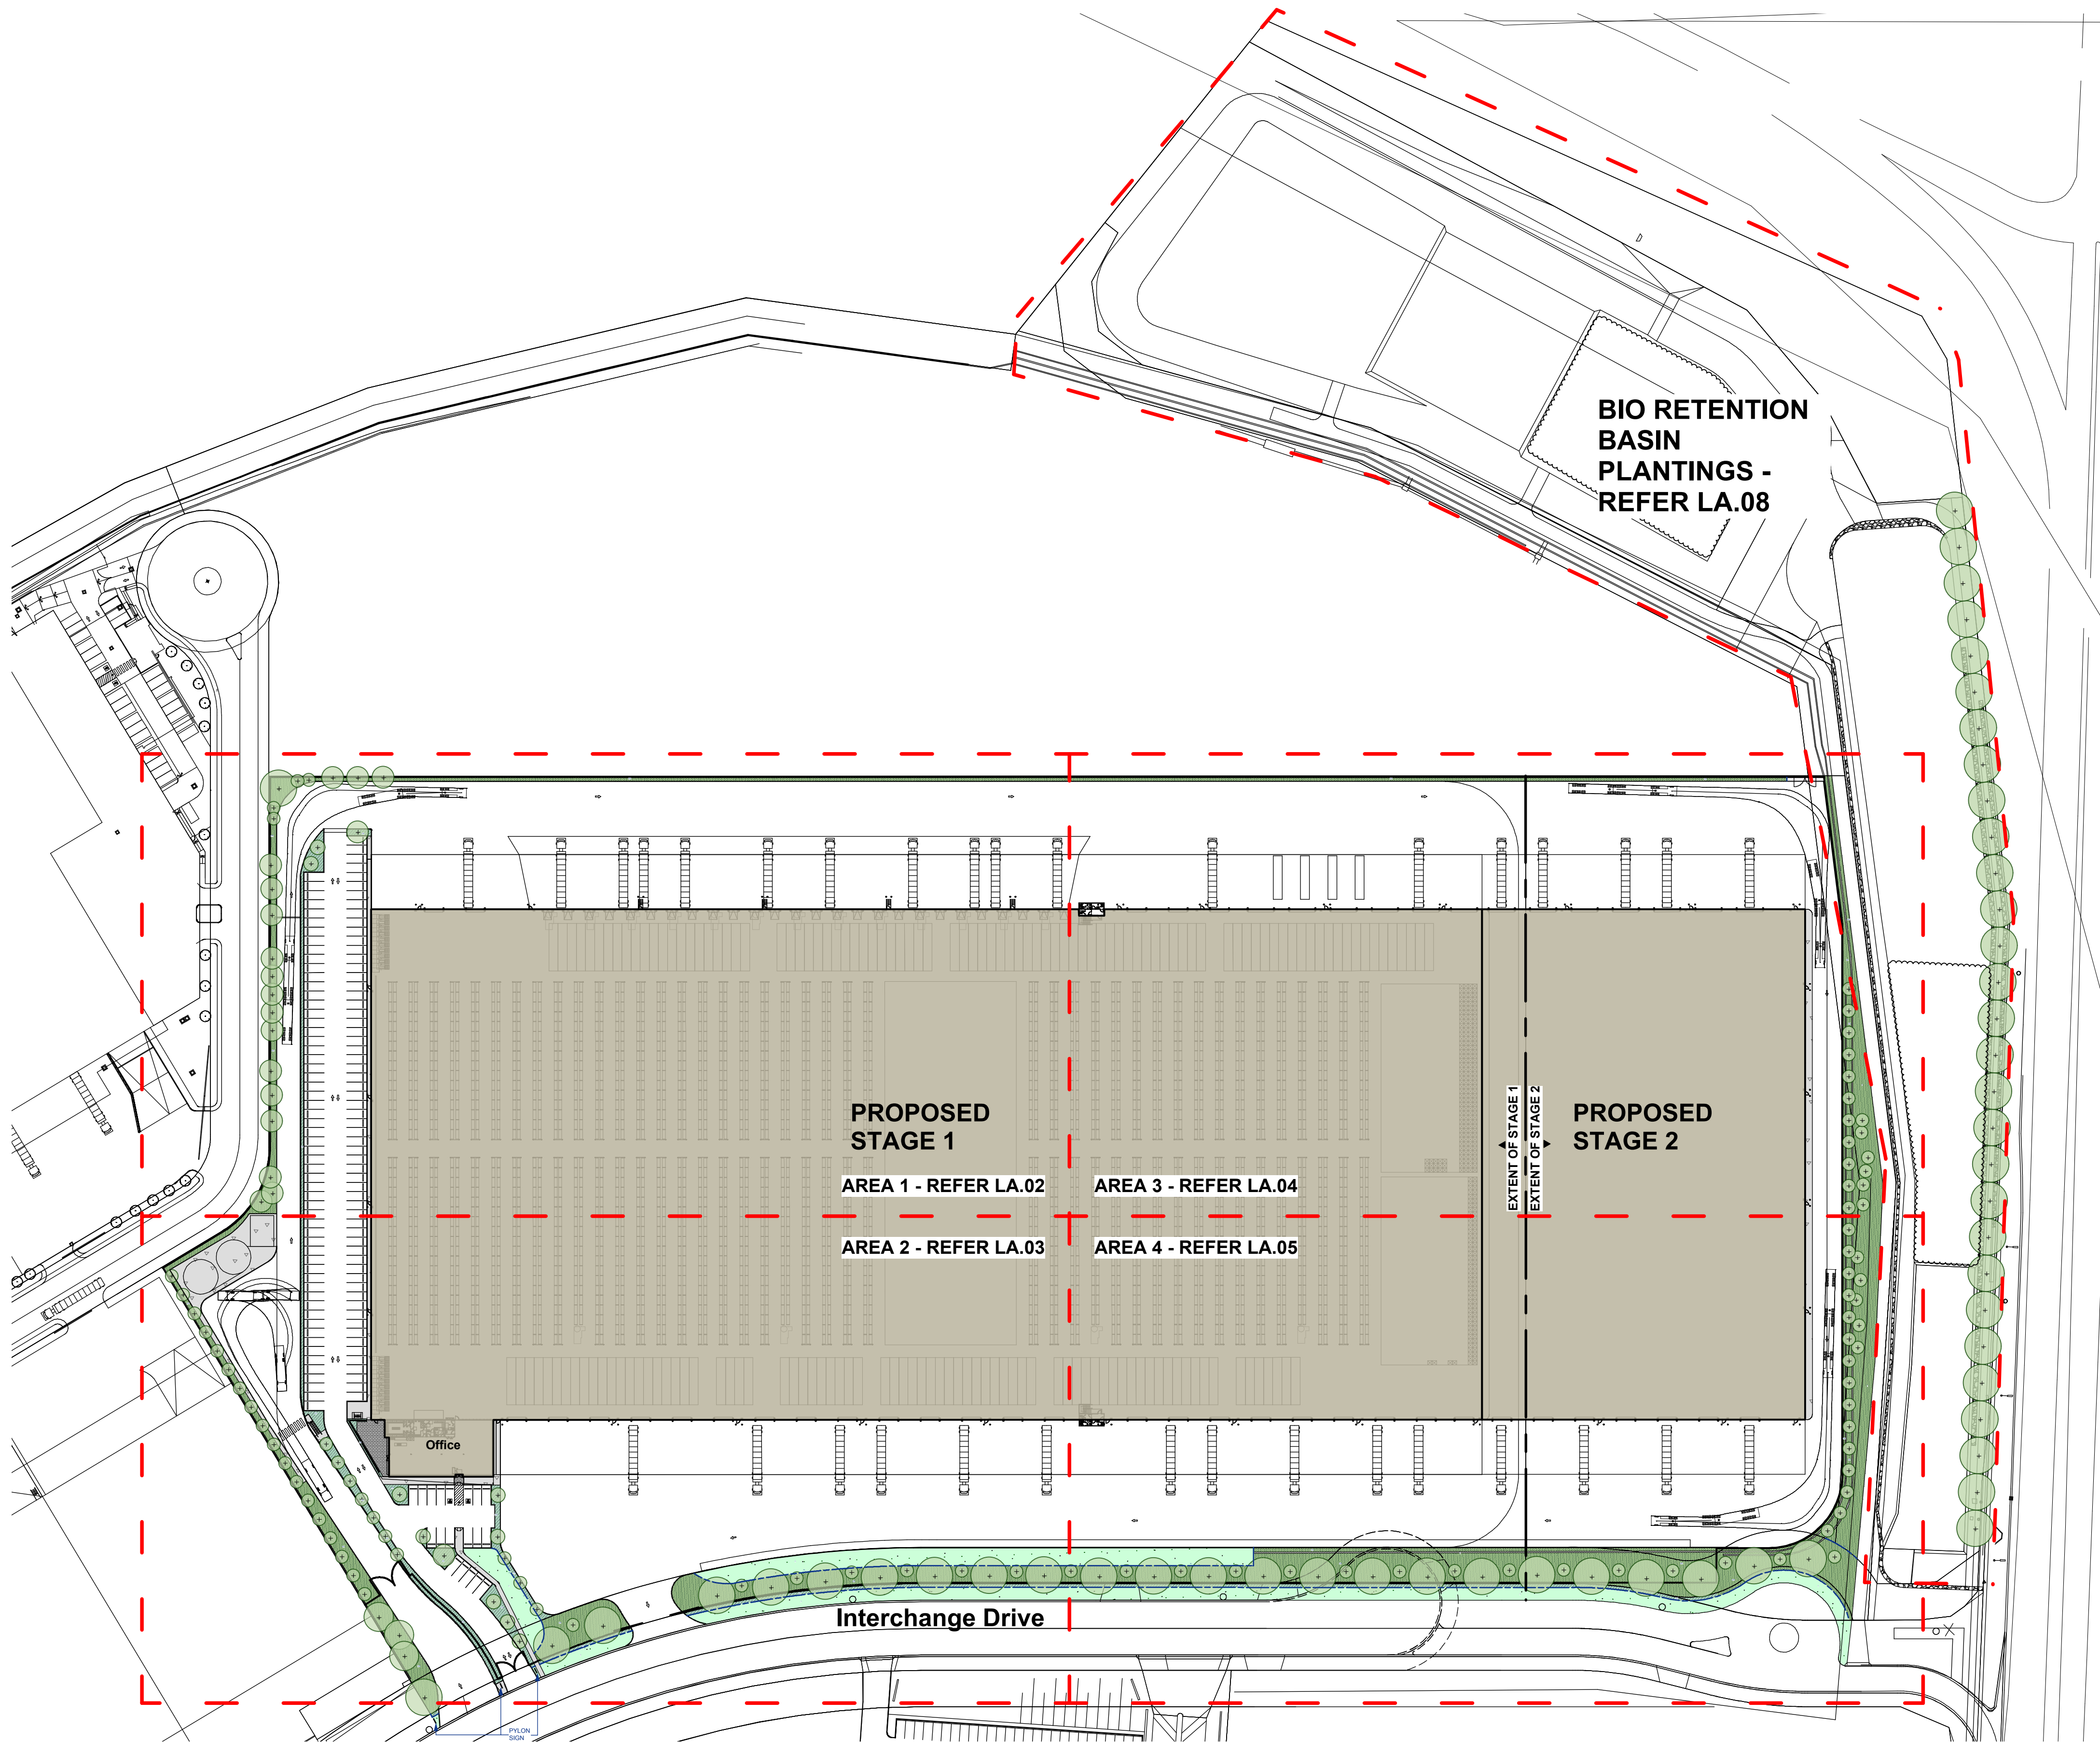 BIO RETENTION
BASIN
PLANTINGS -
REFER LA.08
PROPOSED
STAGE 1
EXTENT OF STAGE 1
EXTENT OF STAGE 2
PROPOSED
STAGE 2
AREA 1 - REFER LA.02
AREA 3 - REFER LA.04
AREA 2 - REFER LA.03
AREA 4 - REFER LA.05
Office
Interchange Drive
PYLON
SIGN